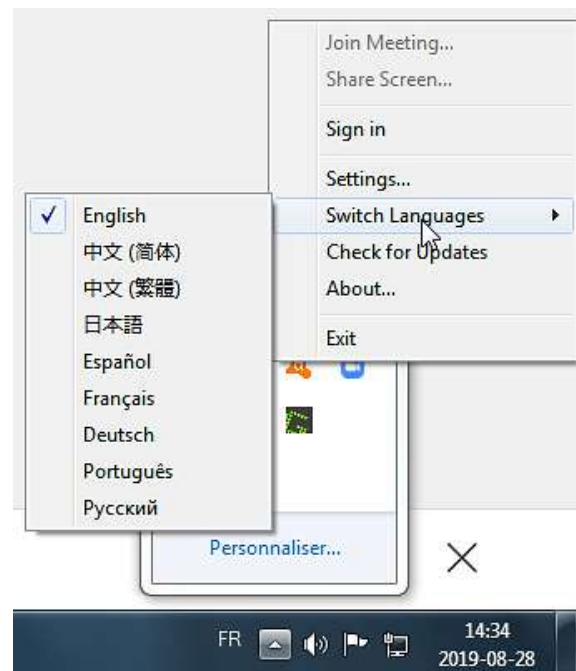 Join Meeting...
Share Screen...
Sign in
Settings...
Switch Languages
Check for Updates
About...
Exit
English
中文 (简体)
中文 (繁體)
日本語
Español
Français
Deutsch
Português
Русский
Personnaliser...
FR
14:34
2019-08-28